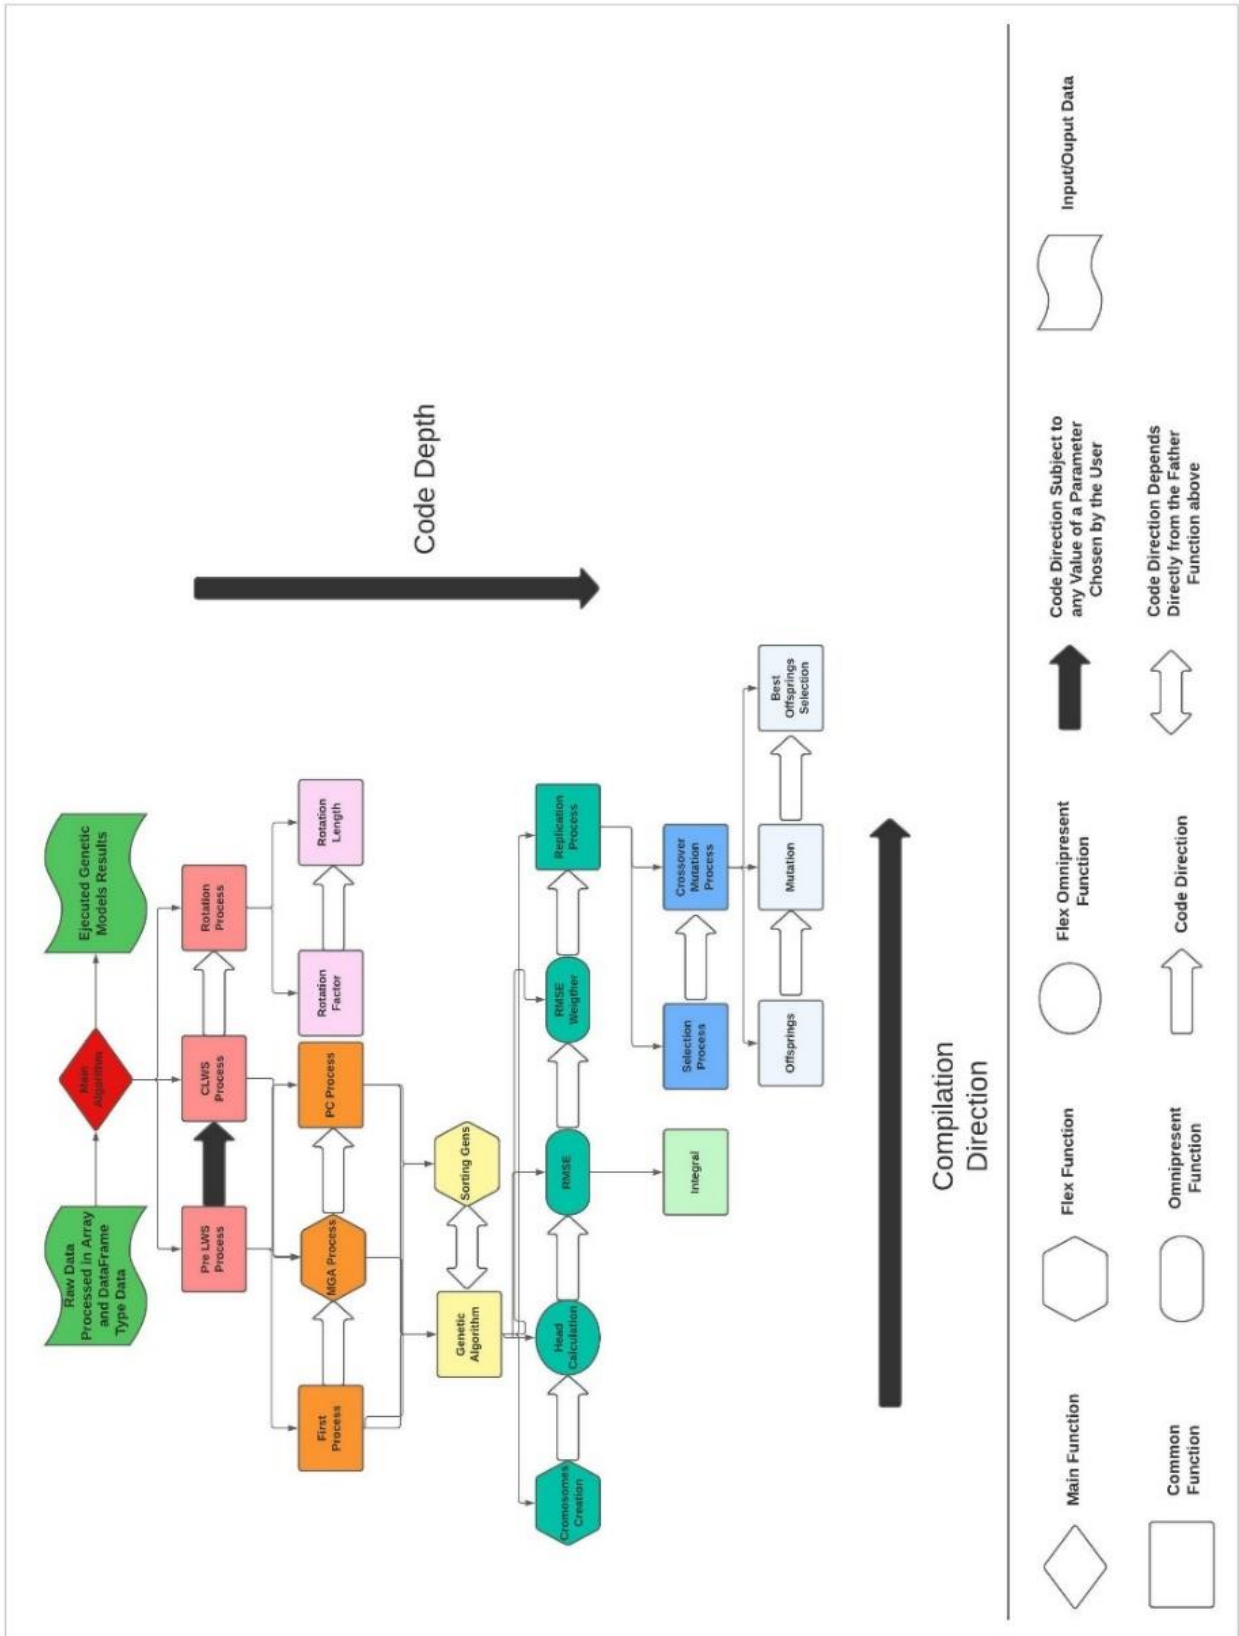 Raw Data
Processed in Array
and DataFrame
Type Data
Main
Algorithm
Ejecuted Genetic
Models Results
Pre LWS
Process
CLWS
Process
Rotation
Process
First
Process
MGA Process
PC Process
Rotation
Factor
Rotation
Length
Genetic
Algorithm
Sorting Gens
Cromosomes
Creation
Head
Calculation
RMSE
RMSE
Weigther
Replication
Process
Integral
Selection
Process
Crossover
Mutation
Process
Offsprings
Mutation
Best
Offsprings
Selection
Code Depth
Compilation
Direction
Main Function
Flex Function
Flex Omnipresent
Function
Code Direction Subject to
any Value of a Parameter
Chosen by the User
Input/Ouput Data
Common
Function
Omnipresent
Function
Code Direction
Code Direction Depends
Directly from the Father
Function above